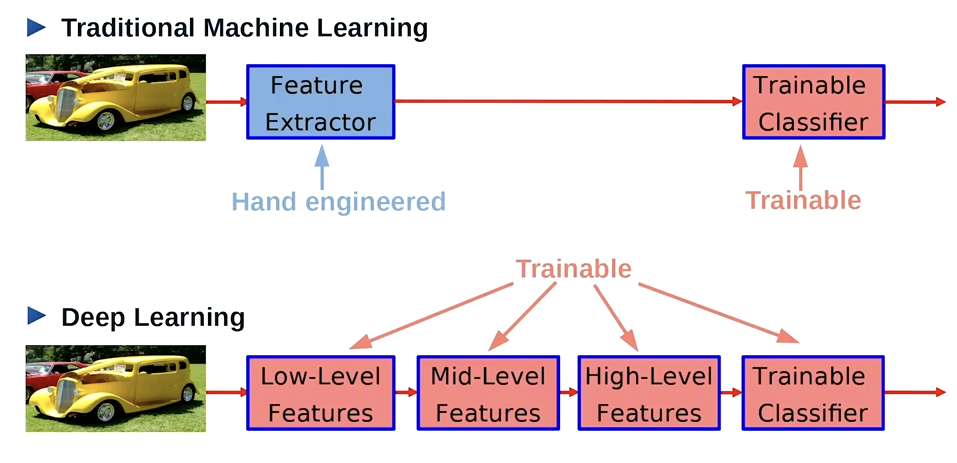 Traditional Machine Learning
Feature
Extractor
Trainable
Classifier
Hand engineered
Trainable
Trainable
Deep Learning
Low-Level
Features
Mid-Level
Features
High-Level
Features
Trainable
Classifier